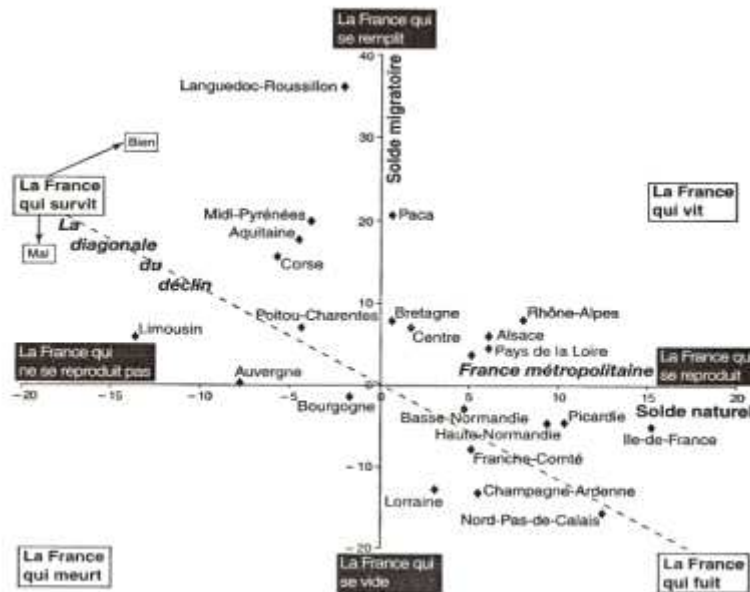 La France qui
se remplit
40
Languedoc-Roussillon
Solde migratoire
30
Bien
La France
qui survit
La France
qui vit
Mal
La
diagonale
du
déclin
Midi-Pyrénées
20
Paca
Aquitaine
Corse
10
Poitou-Charentes
Bretagne
Rhône-Alpes
Limousin
Centre
Alsace
Pays de la Loire
La France qui
ne se reproduit pas
Auvergne
France métropolitaine
La France qui
se reproduit
-20
-15
-10
-5
0
5
10
15
20
Bourgogne
Basse-Normandie
Picardie
Solde naturel
Haute-Normandie
Ile-de-France
Franche-Comté
-10
Lorraine
Champagne-Ardenne
Nord-Pas-de-Calais
-20
La France
qui meurt
La France qui
se vide
La France
qui fuit